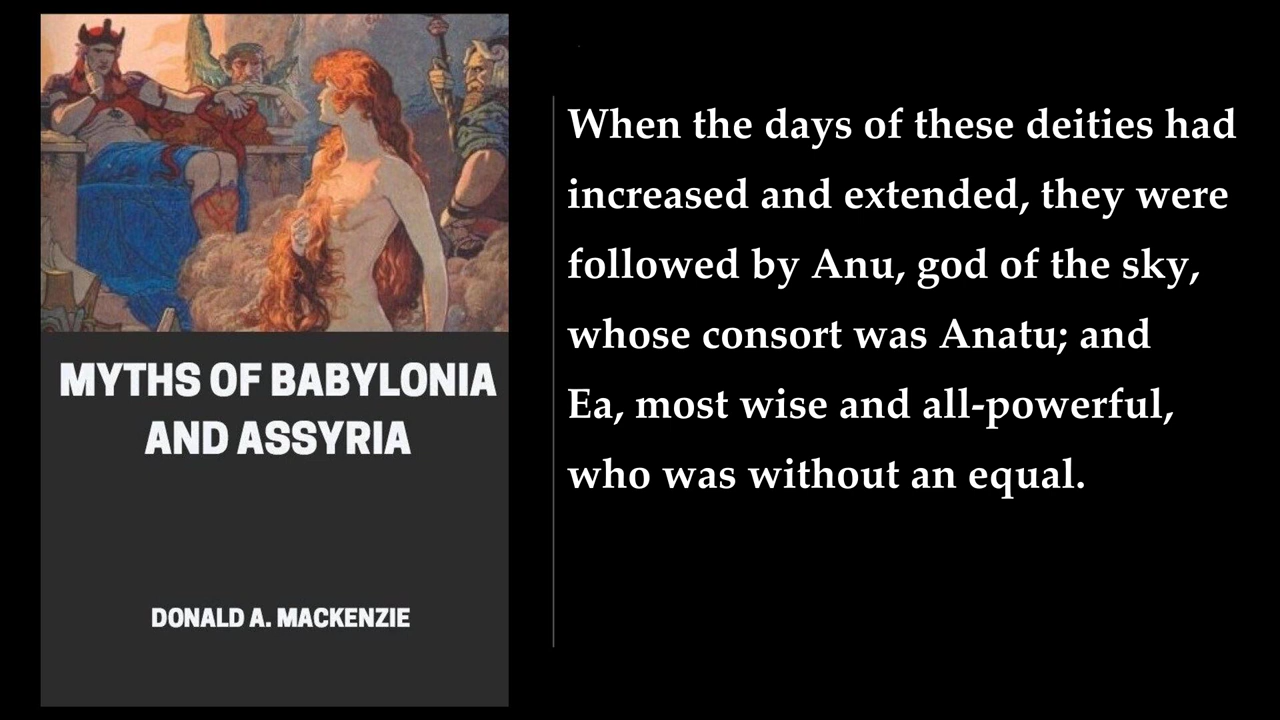 MYTHS OF BABYLONIA
AND ASSYRIA
DONALD A. MACKENZIE
When the days of these deities had
increased and extended, they were
followed by Anu, god of the sky,
whose consort was Anatu; and
Ea, most wise and all-powerful,
who was without an equal.